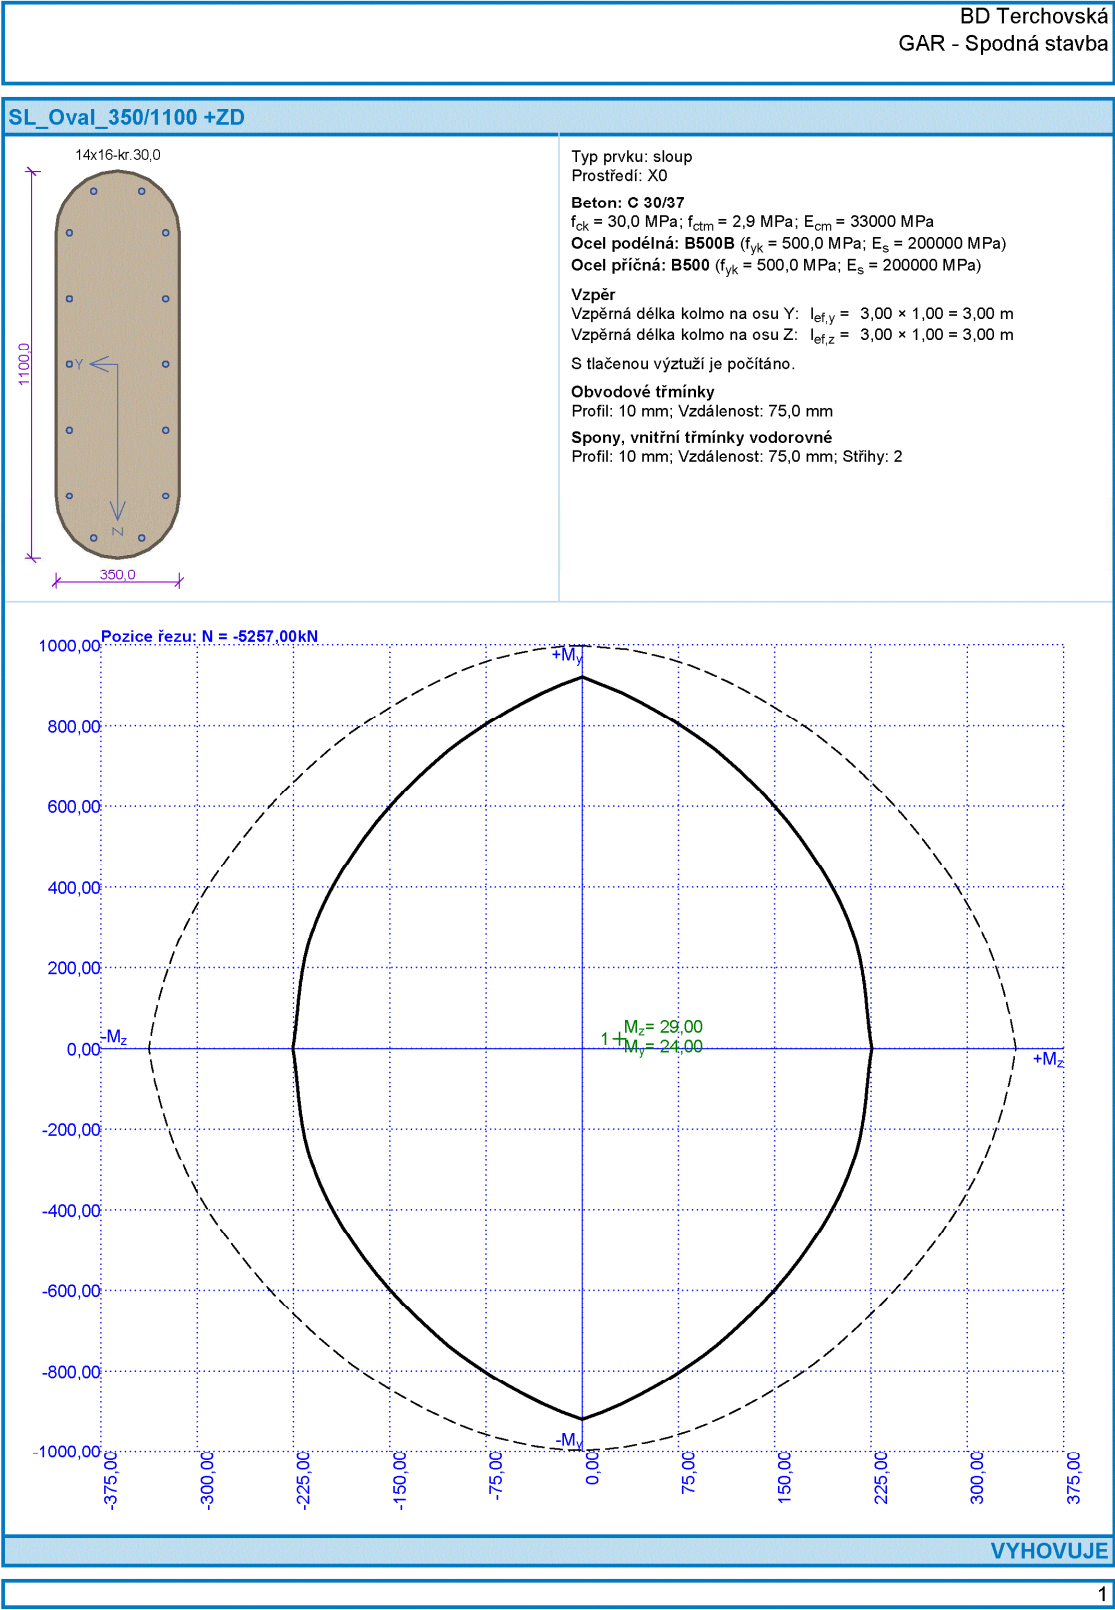 BD Terchovská
GAR - Spodná stavba
SL_Oval_350/1100 +ZD
14x16-kr.30,0
1100,0
Y
Z
350,0
Typ prvku: sloup
Prostředí: X0
Beton: C 30/37
fck = 30,0 MPa; fctm = 2,9 MPa; Ecm = 33000 MPa
Ocel podélná: B500B (fyk = 500,0 MPa; Es = 200000 MPa)
Ocel příčná: B500 (fyk = 500,0 MPa; Es = 200000 MPa)
Vzpěr
Vzpěrná délka kolmo na osu Y: lef,y = 3,00 × 1,00 = 3,00 m
Vzpěrná délka kolmo na osu Z: lef,z = 3,00 × 1,00 = 3,00 m
S tlačenou výztuží je počítáno.
Obvodové třmínky
Profil: 10 mm; Vzdálenost: 75,0 mm
Spony, vnitřní třmínky vodorovné
Profil: 10 mm; Vzdálenost: 75,0 mm; Střihy: 2
Pozice řezu: N = -5257,00kN
1000,00
+My
800,00
600,00
400,00
200,00
-Mz
0,00
1
Mz= 29,00
My= 24,00
+Mz
-200,00
-400,00
-600,00
-800,00
-My
-1000,00
-375,00
-300,00
-225,00
-150,00
-75,00
0,00
75,00
150,00
225,00
300,00
375,00
VYHOVUJE
1